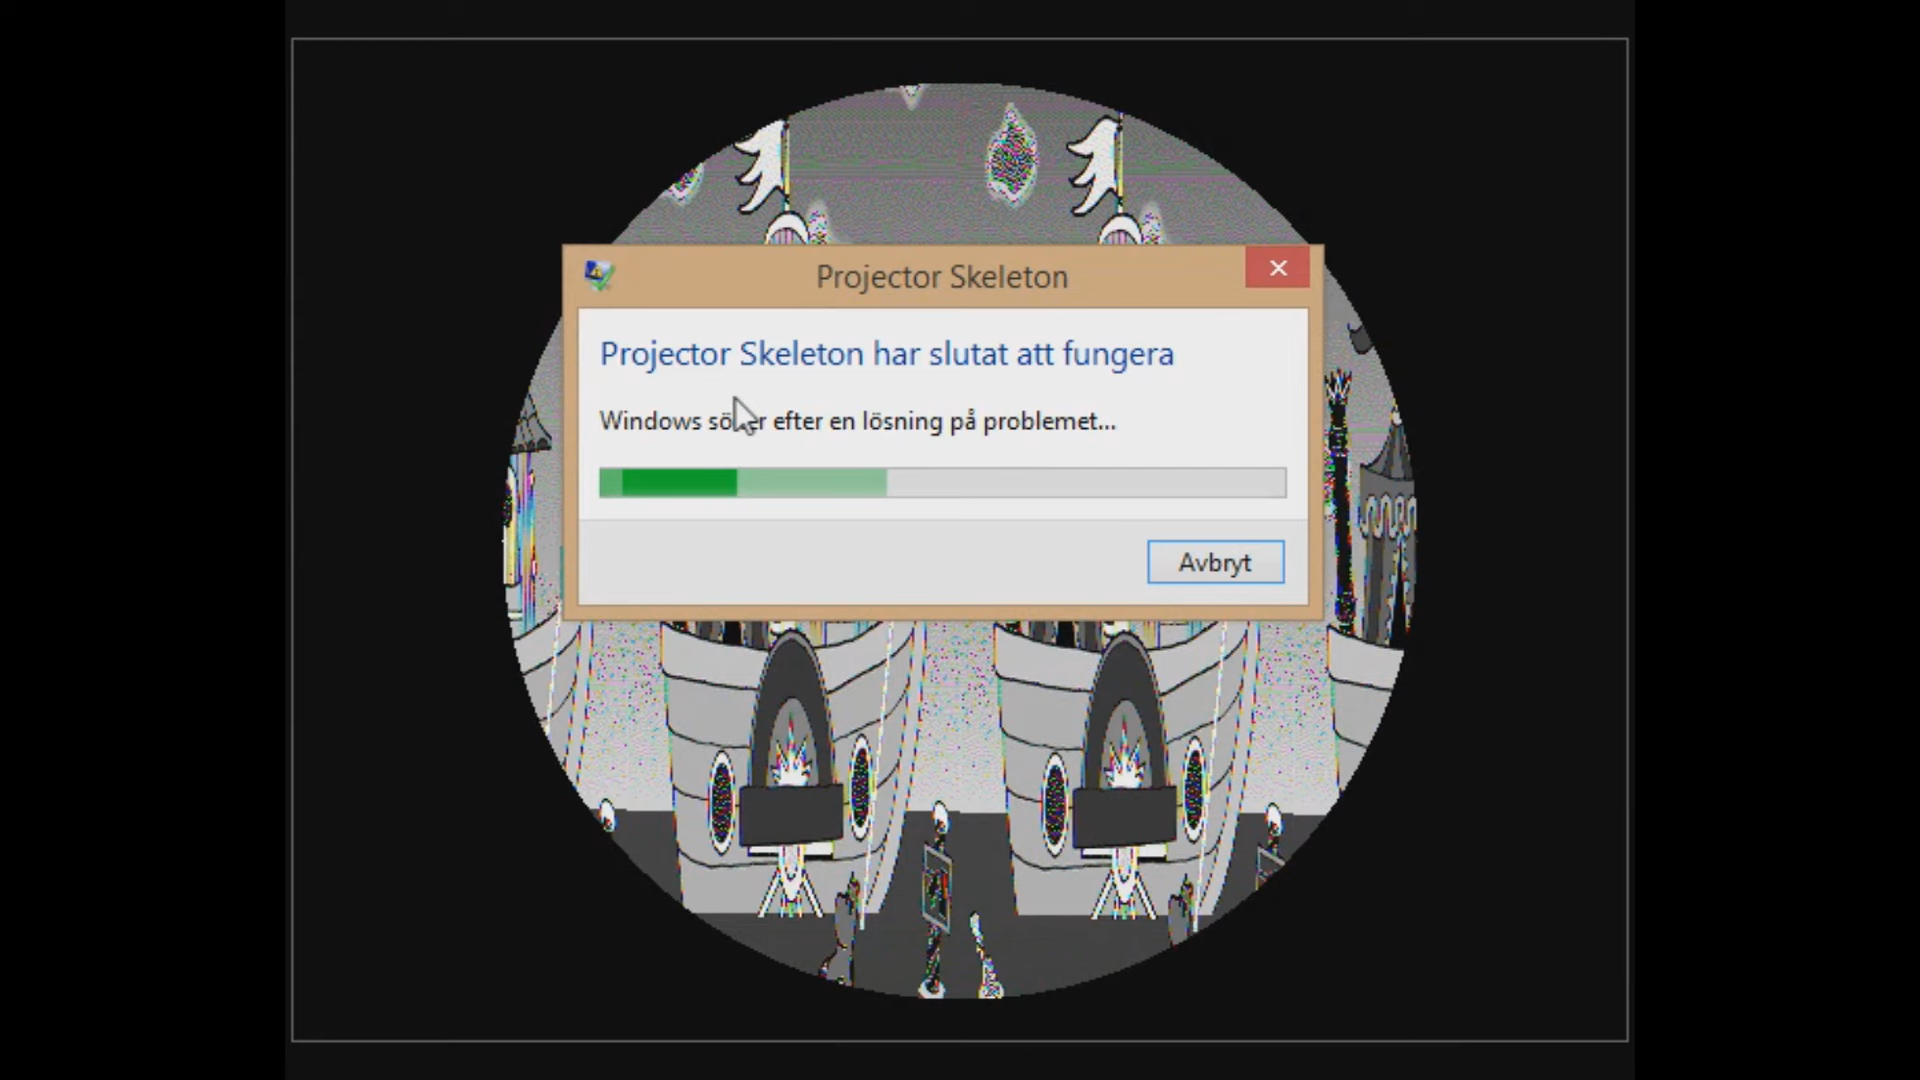 Projector Skeleton
Projector Skeleton har slutat att fungera
Windows söker efter en lösning på problemet...
Avbryt